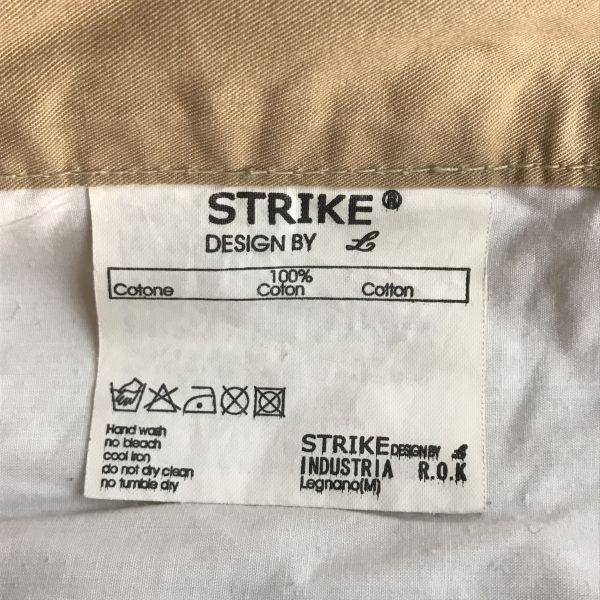 STRIKE®
DESIGN BY L
100%
Cotone Coton Cotton
Hand wash
no bleach
cool iron
do not dry clean
no tumble dry
STRIKE DESIGN BY L
INDUSTRIA R.O.K
Legnano(M)